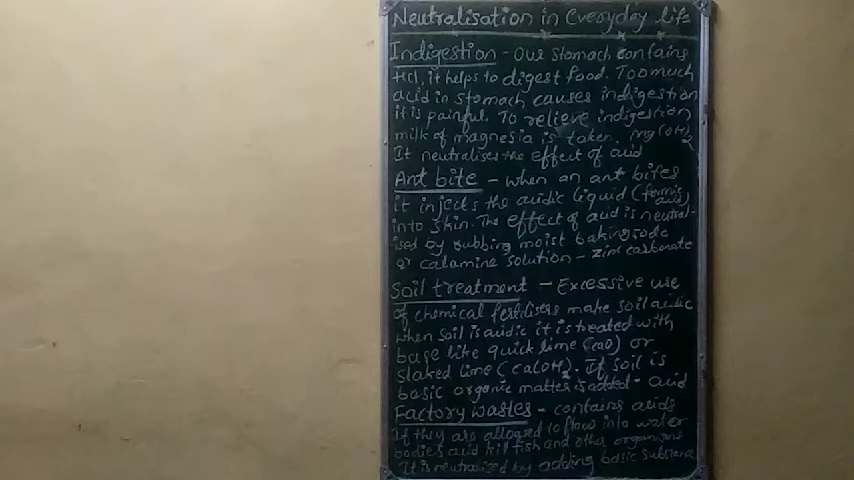 Neutralisation in Everyday life
Indigestion - Our stomach contains
Hcl, it helps to digest food. Too much
acid in stomach causes indigestion
it is painful. To relieve indigestion
milk of magnesia is taken. Mg(OH)2
It neutralises the effect of acid
Ant bite - when an ant bites
it injects the acidic liquid (formic acid)
into skin. The effect of acid is neutral-
ised by rubbing moist baking soda
or calamine solution - zinc carbonate
Soil treatment - Excessive use
of chemical fertilisers make soil acidic
when soil is acidic it is treated with
base like quick lime (CaO) or
slaked lime (Ca(OH)2. If soil is
basic organic matter is added - acid
Factory wastes - contains acids
If they are allowed to flow into water
bodies acid kill fish and other organisms
It is neutralized by adding basic substance